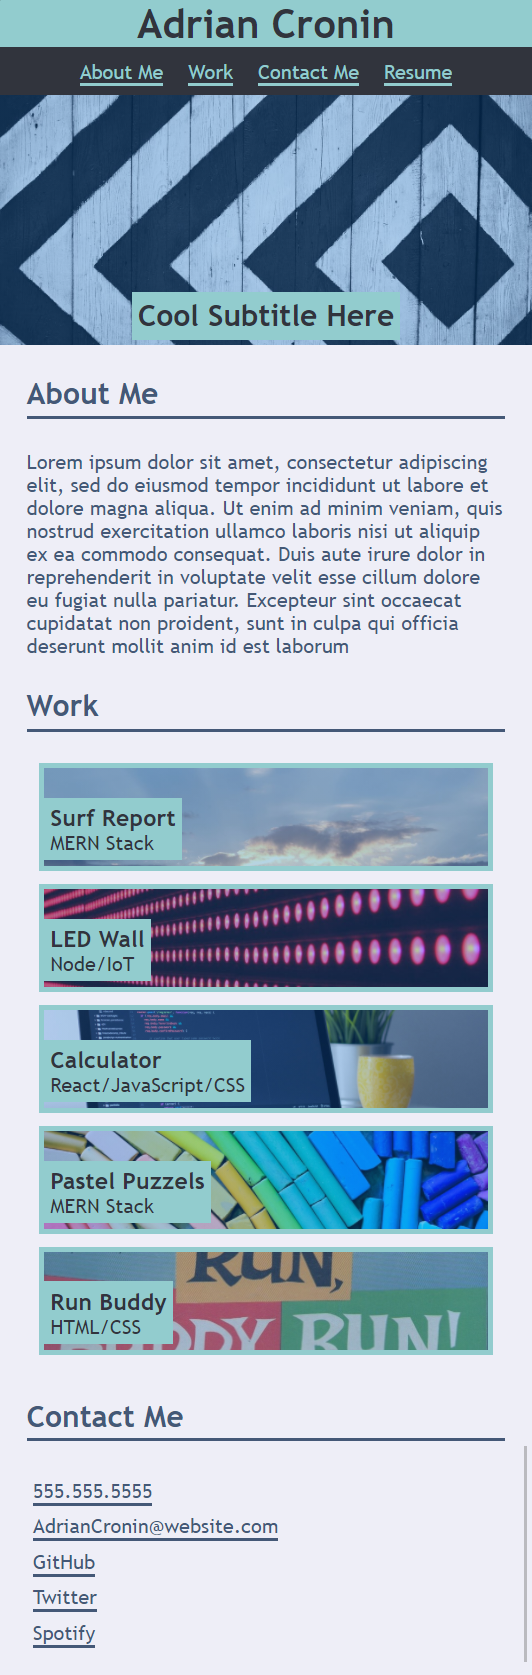 Adrian Cronin
About Me Work Contact Me Resume
Cool Subtitle Here
About Me
Lorem ipsum dolor sit amet, consectetur adipiscing
elit, sed do eiusmod tempor incididunt ut labore et
dolore magna aliqua. Ut enim ad minim veniam, quis
nostrud exercitation ullamco laboris nisi ut aliquip
ex ea commodo consequat. Duis aute irure dolor in
reprehenderit in voluptate velit esse cillum dolore
eu fugiat nulla pariatur. Excepteur sint occaecat
cupidatat non proident, sunt in culpa qui officia
deserunt mollit anim id est laborum
Work
Surf Report
MERN Stack
LED Wall
Node/IoT
Calculator
React/JavaScript/CSS
Pastel Puzzels
MERN Stack
RUN,
Run Buddy
HTML/CSS
RUN!
Contact Me
555.555.5555
AdrianCronin@website.com
GitHub
Twitter
Spotify